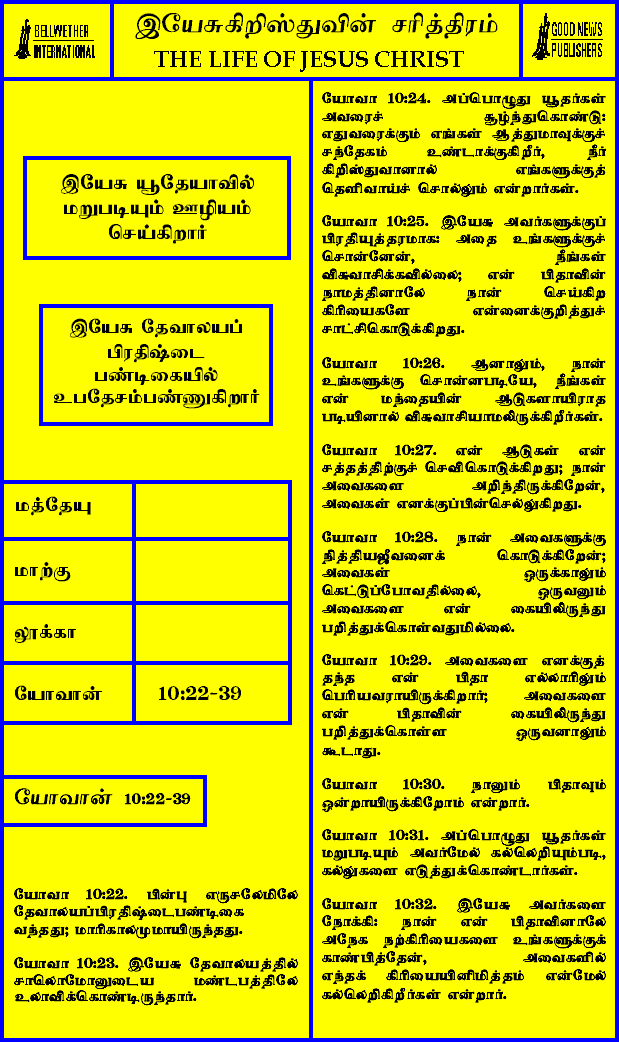 BELLWETHER
INTERNATIONAL
இயேசுகிறிஸ்துவின் சரித்திரம்
THE LIFE OF JESUS CHRIST
GOOD NEWS
PUBLISHERS
இயேசு யூதேயாவில்
மறுபடியும் ஊழியம்
செய்கிறார்
இயேசு தேவாலயப்
பிரதிஷ்டை
பண்டிகையில்
உபதேசம்பண்ணுகிறார்
மத்தேயு
மாற்கு
லூக்கா
யோவான் 10:22-39
யோவான் 10:22-39
யோவா 10:22. பின்பு எருசலேமிலே
தேவாலயப்பிரதிஷ்டைபண்டிகை
வந்தது; மாரிகாலமுமாயிருந்தது.
யோவா 10:23. இயேசு தேவாலயத்தில்
சாலொமோனுடைய மண்டபத்திலே
உலாவிக்கொண்டிருந்தார்.
யோவா 10:24. அப்பொழுது யூதர்கள்
அவரைச் சூழ்ந்துகொண்டு:
எதுவரைக்கும் எங்கள் ஆத்துமாவுக்குச்
சந்தேகம் உண்டாக்குகிறீர், நீர்
கிறிஸ்துவானால் எங்களுக்குத்
தெளிவாய்ச் சொல்லும் என்றார்கள்.
யோவா 10:25. இயேசு அவர்களுக்குப்
பிரதியுத்தரமாக: அதை உங்களுக்குச்
சொன்னேன், நீங்கள்
விசுவாசிக்கவில்லை; என் பிதாவின்
நாமத்தினாலே நான் செய்கிற
கிரியைகளே என்னைக்குறித்துச்
சாட்சிகொடுக்கிறது.
யோவா 10:26. ஆனாலும், நான்
உங்களுக்கு சொன்னபடியே, நீங்கள்
என் மந்தையின் ஆடுகளாயிராத
படியினால் விசுவாசியாமலிருக்கிறீர்கள்.
யோவா 10:27. என் ஆடுகள் என்
சத்தத்திற்குச் செவிகொடுக்கிறது; நான்
அவைகளை அறிந்திருக்கிறேன்,
அவைகள் எனக்குப்பின்செல்லுகிறது.
யோவா 10:28. நான் அவைகளுக்கு
நித்தியஜீவனைக் கொடுக்கிறேன்;
அவைகள் ஒருக்காலும்
கெட்டுப்போவதில்லை, ஒருவனும்
அவைகளை என் கையிலிருந்து
பறித்துக்கொள்வதுமில்லை.
யோவா 10:29. அவைகளை எனக்குத்
தந்த என் பிதா எல்லாரிலும்
பெரியவராயிருக்கிறார்; அவைகளை
என் பிதாவின் கையிலிருந்து
பறித்துக்கொள்ள ஒருவனாலும்
கூடாது.
யோவா 10:30. நானும் பிதாவும்
ஒன்றாயிருக்கிறோம் என்றார்.
யோவா 10:31. அப்பொழுது யூதர்கள்
மறுபடியும் அவர்மேல் கல்லெறியும்படி,
கல்லுகளை எடுத்துக்கொண்டார்கள்.
யோவா 10:32. இயேசு அவர்களை
நோக்கி: நான் என் பிதாவினாலே
அநேக நற்கிரியைகளை உங்களுக்குக்
காண்பித்தேன், அவைகளில்
எந்தக் கிரியையினிமித்தம் என்மேல்
கல்லெறிகிறீர்கள் என்றார்.